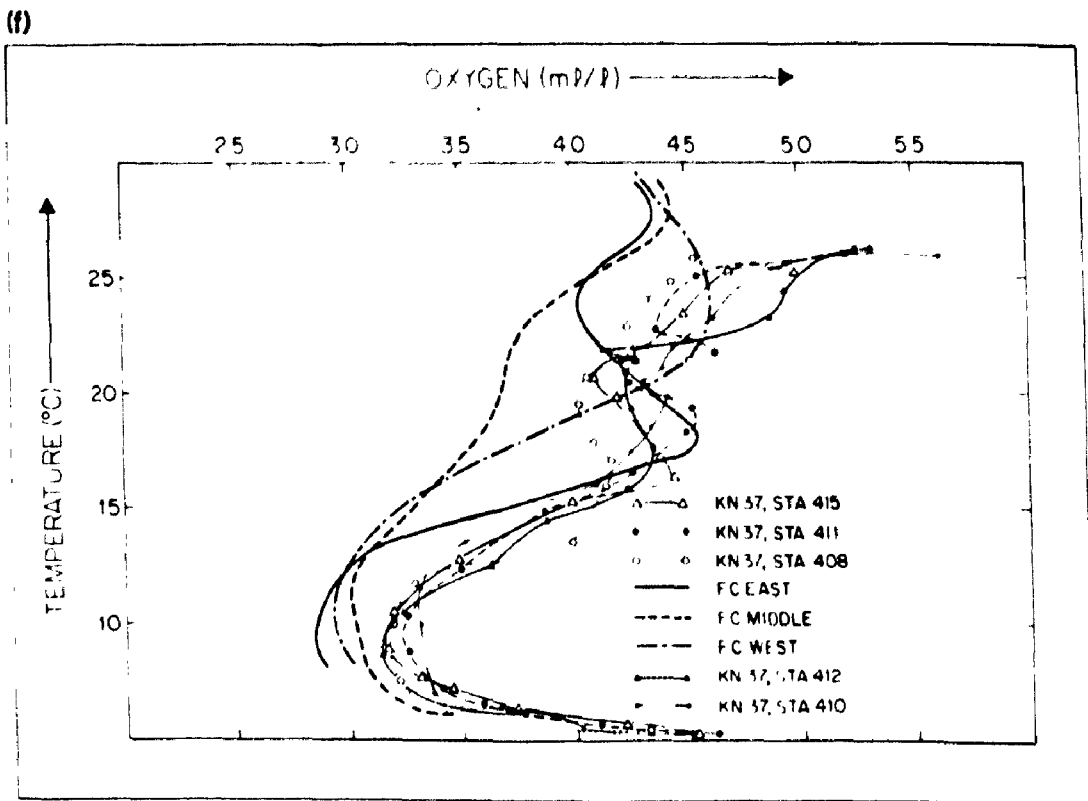 (f)
OXYGEN (ml/l)
25 30 35 40 45 50 55
TEMPERATURE (°C)
25
20
15
10
KN 37, STA 415
KN 37, STA 411
KN 37, STA 408
FC EAST
FC MIDDLE
FC WEST
KN 37, STA 412
KN 37, STA 410